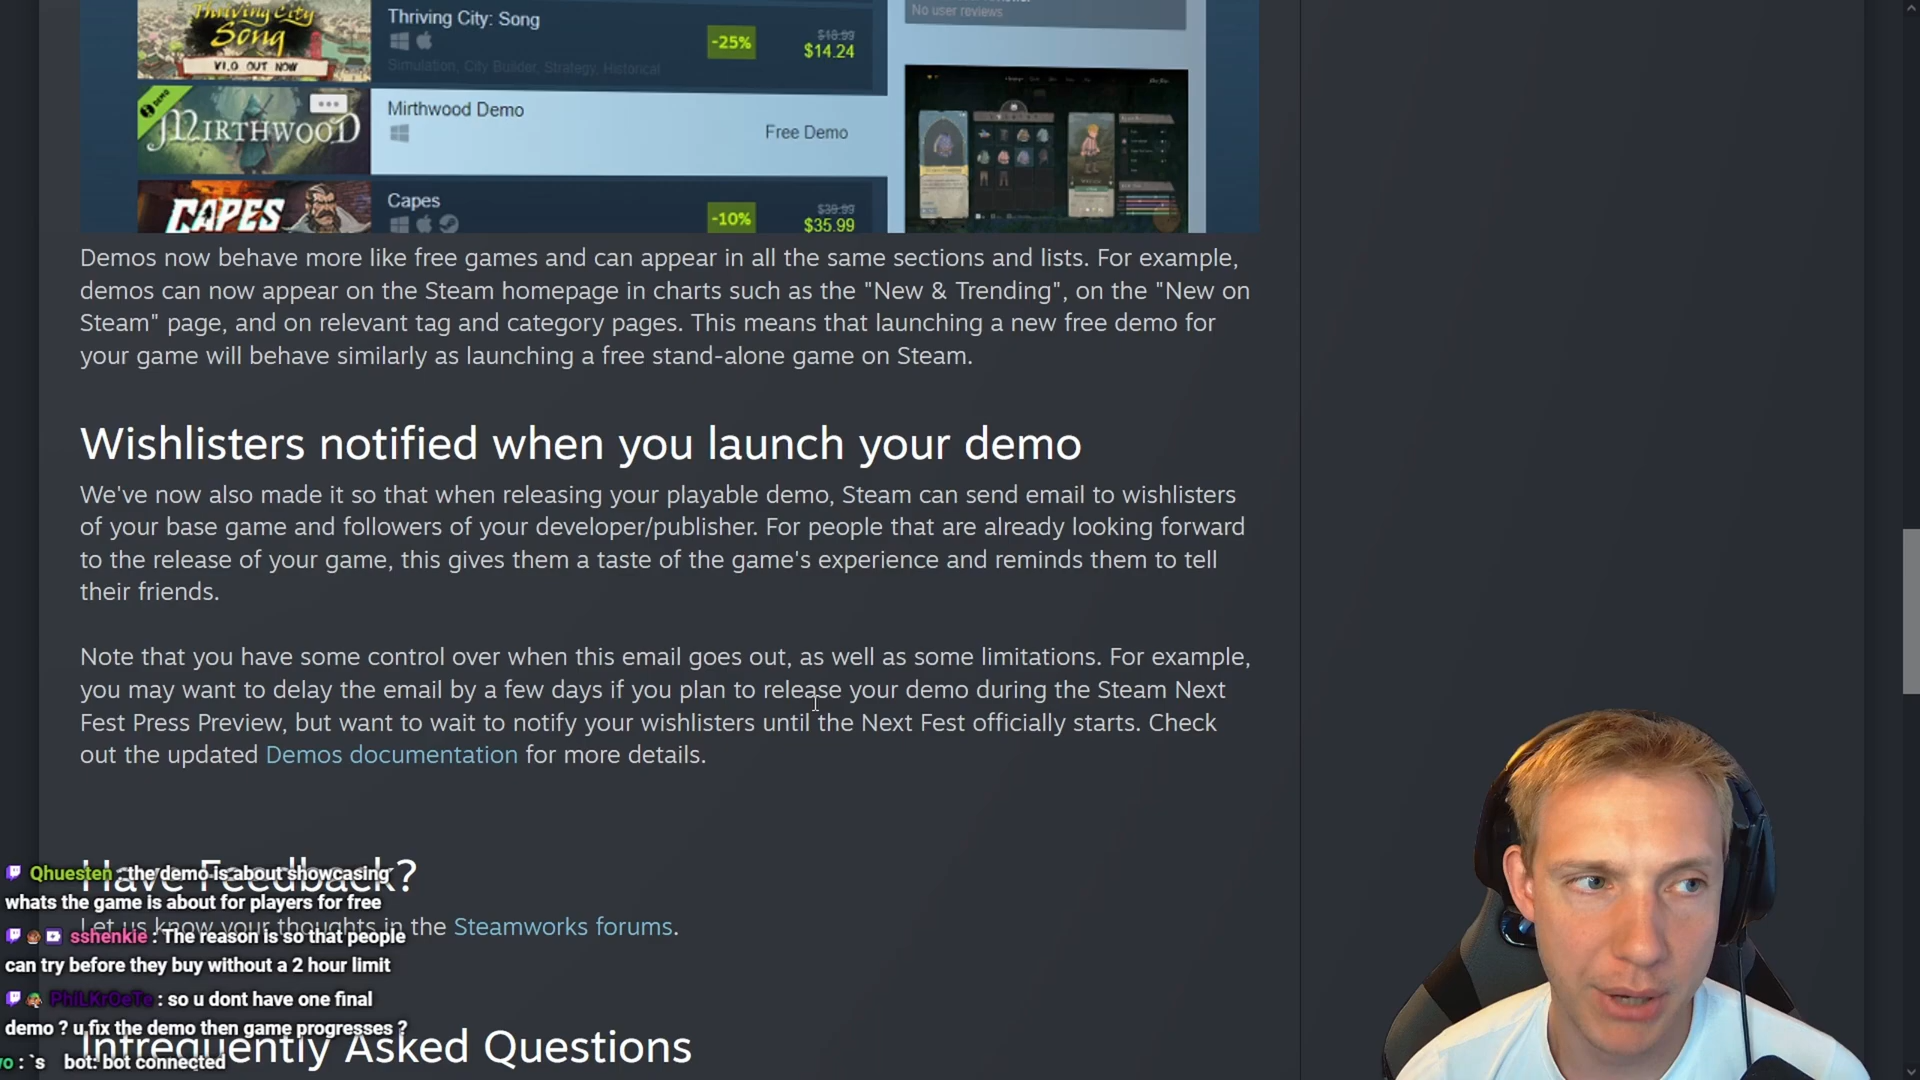 Thriving City Song
V1.0 OUT NOW
Thriving City: Song
-25%
$18.99
$14.24
Simulation, City Builder, Strategy, Historical
No user reviews
DEMO
MIRTHWOOD
Mirthwood Demo
Free Demo
CAPES
Capes
-10%
$39.99
$35.99
Demos now behave more like free games and can appear in all the same sections and lists. For example,
demos can now appear on the Steam homepage in charts such as the "New & Trending", on the "New on
Steam" page, and on relevant tag and category pages. This means that launching a new free demo for
your game will behave similarly as launching a free stand-alone game on Steam.
Wishlisters notified when you launch your demo
We've now also made it so that when releasing your playable demo, Steam can send email to wishlisters
of your base game and followers of your developer/publisher. For people that are already looking forward
to the release of your game, this gives them a taste of the game's experience and reminds them to tell
their friends.
Note that you have some control over when this email goes out, as well as some limitations. For example,
you may want to delay the email by a few days if you plan to release your demo during the Steam Next
Fest Press Preview, but want to wait to notify your wishlisters until the Next Fest officially starts. Check
out the updated Demos documentation for more details.
Have Feedback?
Let us know your thoughts in the Steamworks forums.
Infrequently Asked Questions
Qhuesten : the demo is about showcasing
whats the game is about for players for free
sshenkie : The reason is so that people
can try before they buy without a 2 hour limit
PhiLKrOeTe : so u dont have one final
demo ? u fix the demo then game progresses ?
vo : `s bot: bot connected